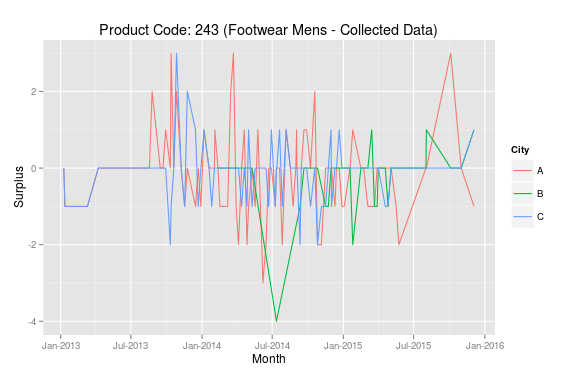 Product Code: 243 (Footwear Mens - Collected Data)
Surplus
2
0
-2
-4
Jan-2013 Jul-2013 Jan-2014 Jul-2014 Jan-2015 Jul-2015 Jan-2016
Month
City
A
B
C